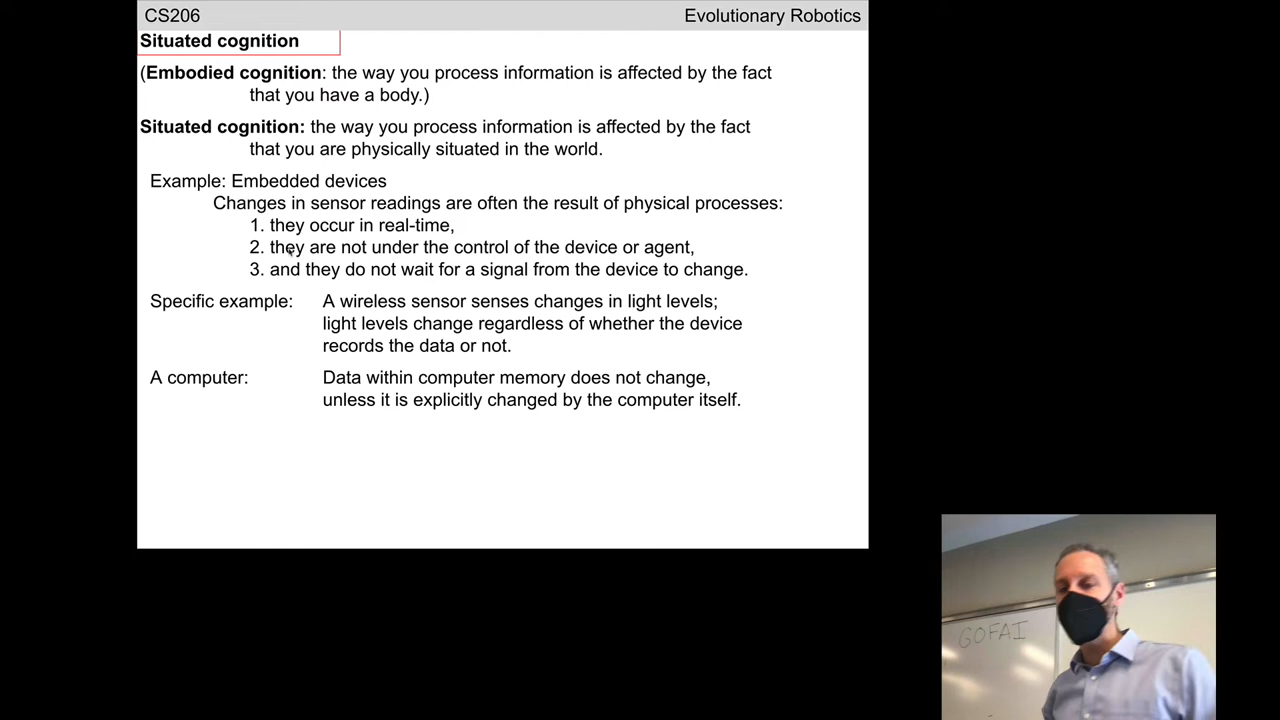 CS206 Evolutionary Robotics
Situated cognition
(Embodied cognition: the way you process information is affected by the fact
that you have a body.)
Situated cognition: the way you process information is affected by the fact
that you are physically situated in the world.
Example: Embedded devices
Changes in sensor readings are often the result of physical processes:
1. they occur in real-time,
2. they are not under the control of the device or agent,
3. and they do not wait for a signal from the device to change.
Specific example: A wireless sensor senses changes in light levels;
light levels change regardless of whether the device
records the data or not.
A computer: Data within computer memory does not change,
unless it is explicitly changed by the computer itself.
GOFAI